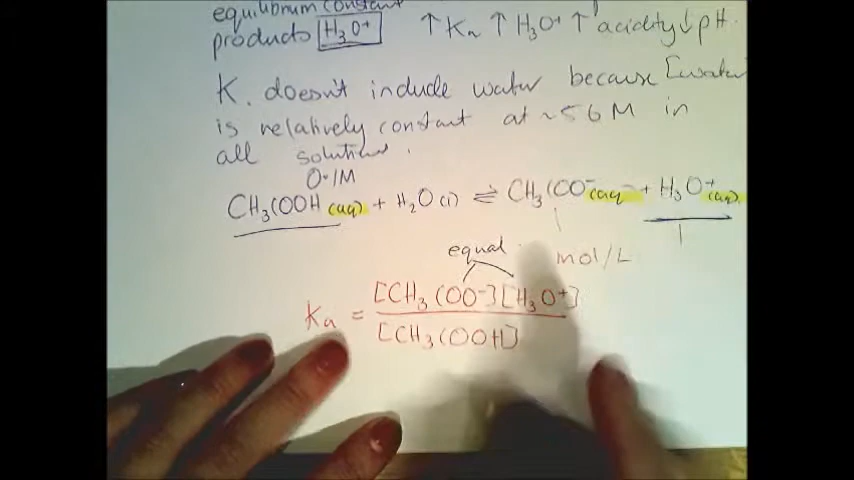 equilibrium constant
products H3O+ ↑ Ka ↑ H3O+ ↑ acidity ↓ pH.
K. doesn't include water because [water
is relatively constant at ~56M in
all solutions.
0.1M
CH3COOH (aq) + H2O(l) ⇌ CH3COO-(aq) + H3O+(aq).
equal
mol/L
Ka = [CH3COO-][H3O+]
[CH3COOH]